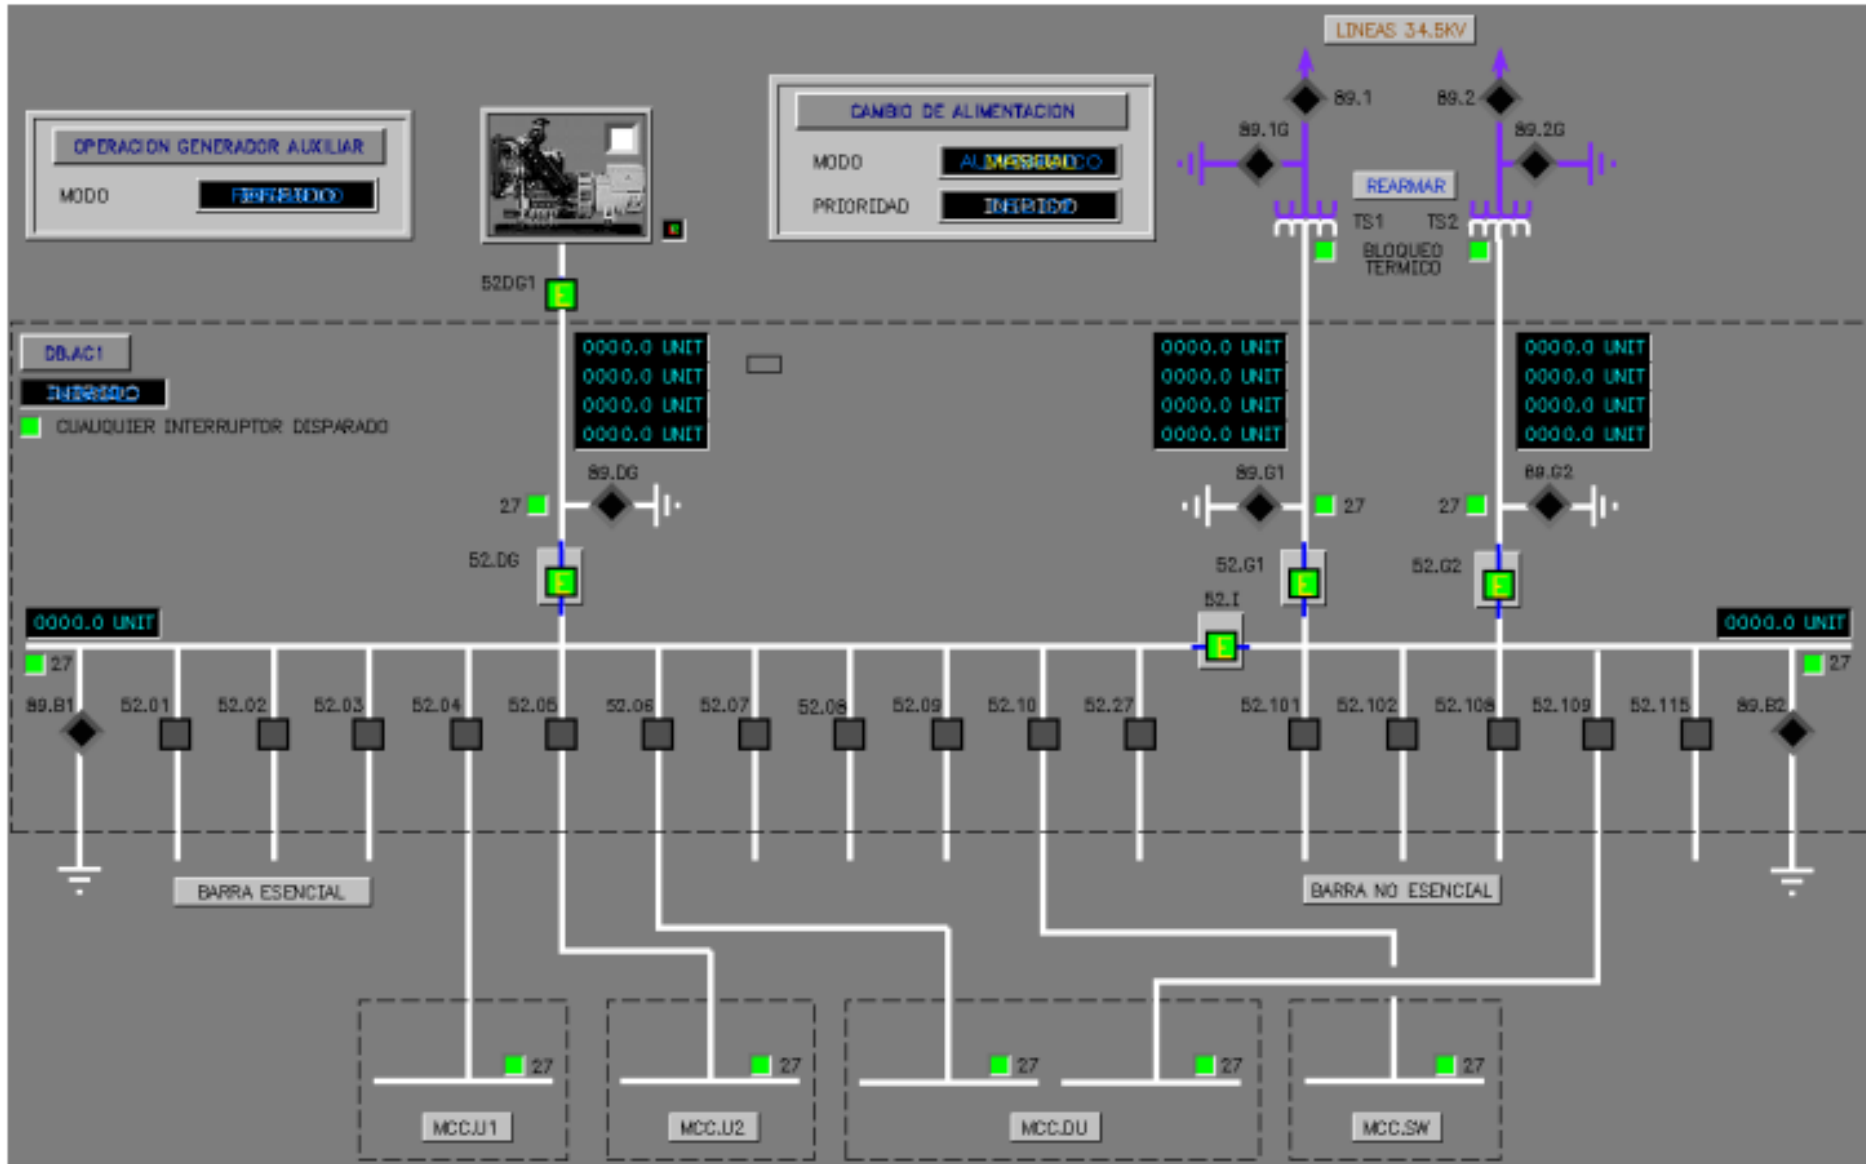 LINEAS 34.5KV
89.1
89.2
CAMBIO DE ALIMENTACION
89.1G
89.2G
OPERACION GENERADOR AUXILIAR
MODO
MODO
REARMAR
PRIORIDAD
TS1
TS2
BLOQUEO
TERMICO
52DG1
E
DB.AC1
0000.0 UNIT
0000.0 UNIT
0000.0 UNIT
0000.0 UNIT
0000.0 UNIT
0000.0 UNIT
0000.0 UNIT
0000.0 UNIT
0000.0 UNIT
0000.0 UNIT
0000.0 UNIT
0000.0 UNIT
CUAUQUIER INTERRUPTOR DISPARADO
89.DG
89.G1
89.G2
27
27
27
52.DG
E
52.G1
E
52.G2
E
52.I
E
0000.0 UNIT
0000.0 UNIT
27
27
89.B1
52.01
52.02
52.03
52.04
52.05
52.06
52.07
52.08
52.09
52.10
52.27
52.101
52.102
52.108
52.109
52.115
89.B2
BARRA ESENCIAL
BARRA NO ESENCIAL
27
27
27
27
27
MCC.U1
MCC.U2
MCC.DU
MCC.SW